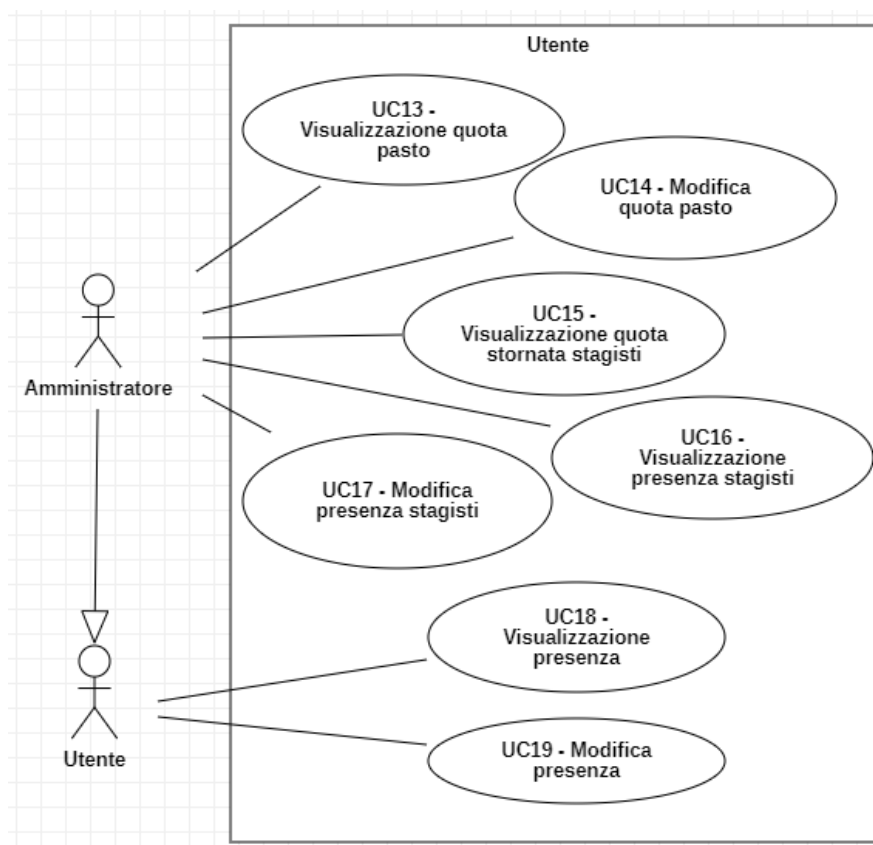 Utente
UC13 -
Visualizzazione quota
pasto
UC14 - Modifica
quota pasto
UC15 -
Visualizzazione quota
stornata stagisti
Amministratore
UC16 -
Visualizzazione
presenza stagisti
UC17 - Modifica
presenza stagisti
UC18 -
Visualizzazione
presenza
Utente
UC19 - Modifica
presenza